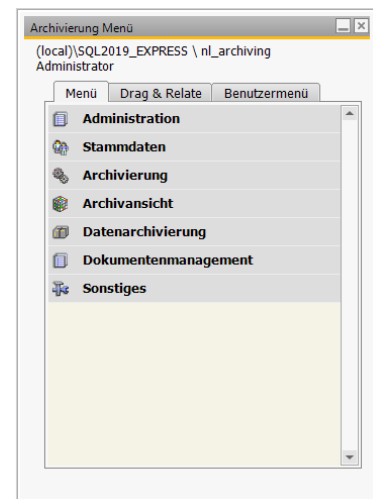 Archivierung Menü
(local)\SQL2019_EXPRESS \ nl_archiving
Administrator
Menü Drag & Relate Benutzermenü
Administration
Stammdaten
Archivierung
Archivansicht
Datenarchivierung
Dokumentenmanagement
Sonstiges